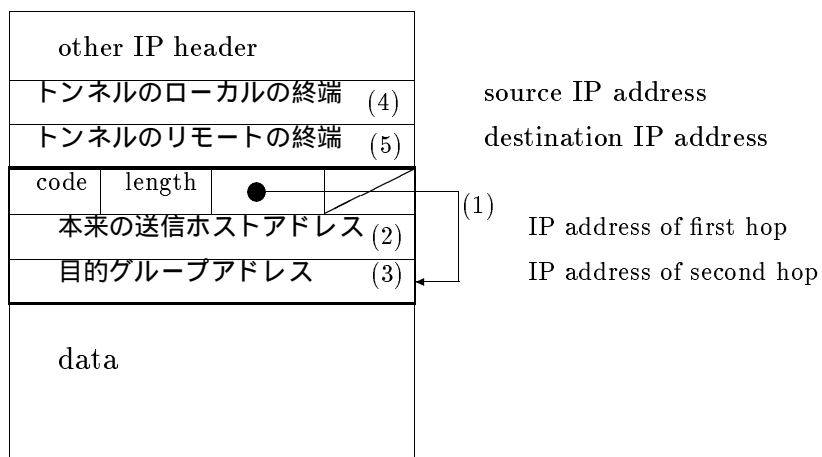 other IP header
トンネルのローカルの終端 (4) source IP address
トンネルのリモートの終端 (5) destination IP address
code length
(1)
本来の送信ホストアドレス (2) IP address of first hop
目的グループアドレス (3) IP address of second hop
data